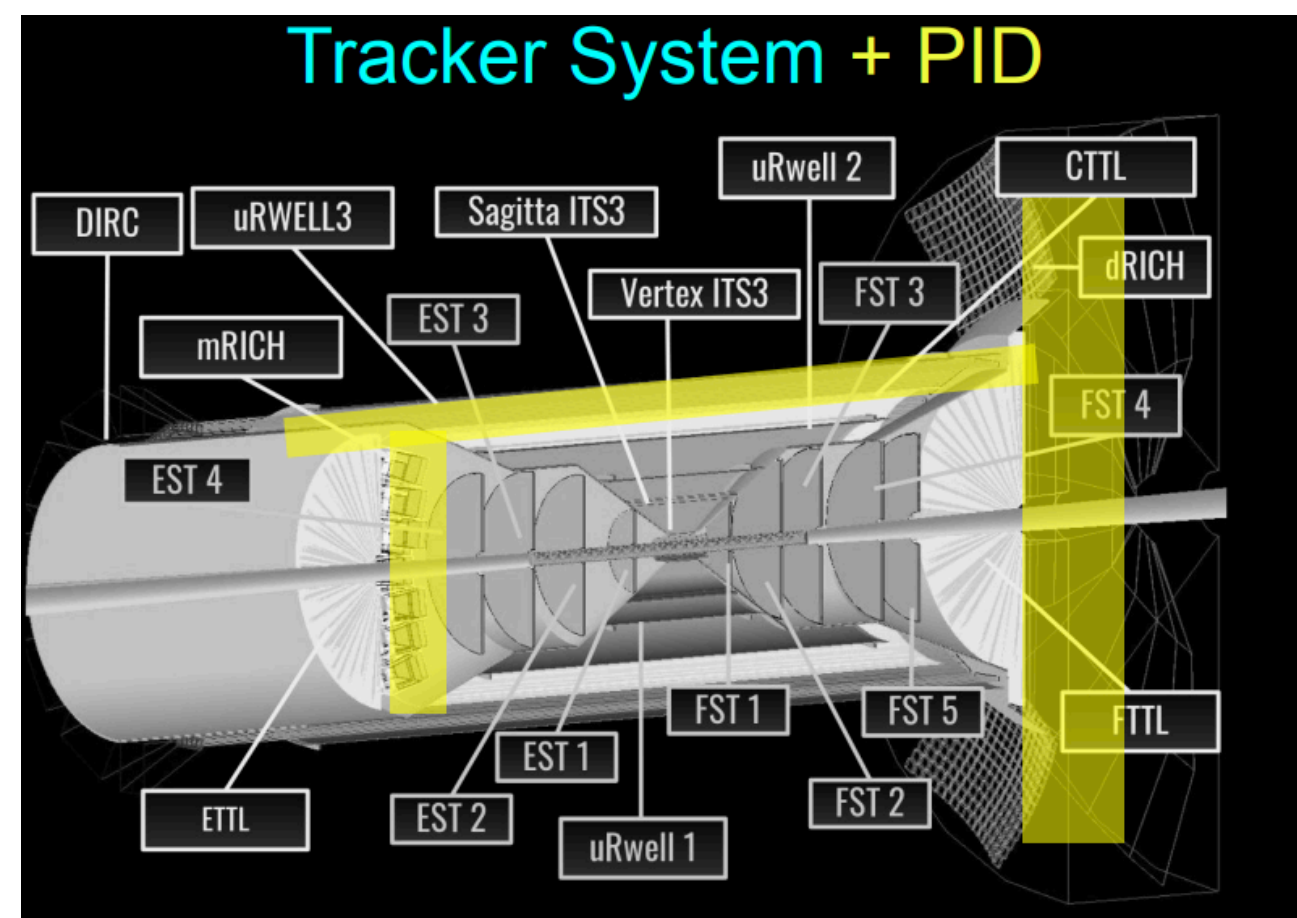 Tracker System + PID
uRwell 2
CTTL
DIRC
uRWELL3
Sagitta ITS3
dRICH
Vertex ITS3
FST 3
EST 3
mRICH
FST 4
EST 4
FST 1
FST 5
FTTL
EST 1
ETTL
EST 2
FST 2
uRwell 1